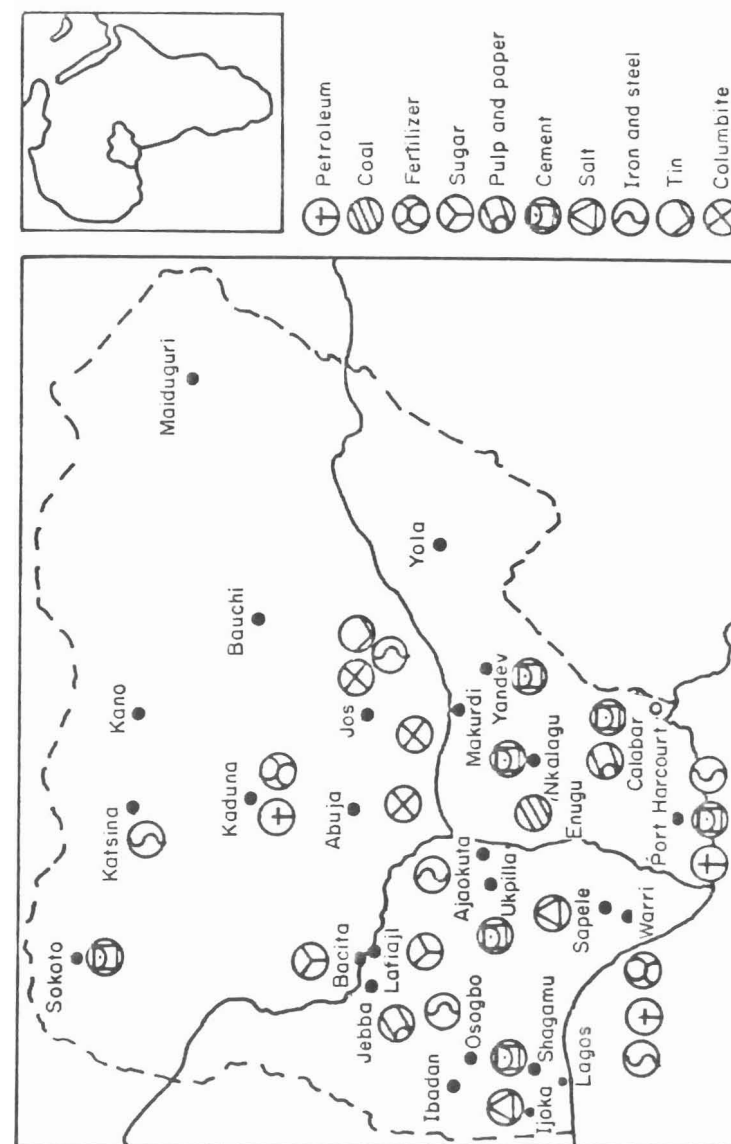 Petroleum
Coal
Fertilizer
Sugar
Pulp and paper
Cement
Salt
Iron and steel
Tin
Columbite
Sokoto
Katsina
Kano
Maiduguri
Kaduna
Bauchi
Abuja
Jos
Yola
Bacita
Lafiaji
Jebba
Makurdi
Yandev
Nkalagu
Enugu
Ajaokuta
Ukpilla
Osogbo
Ibadan
Shagamu
Ijoka
Lagos
Sapele
Warri
Calabar
Port Harcourt